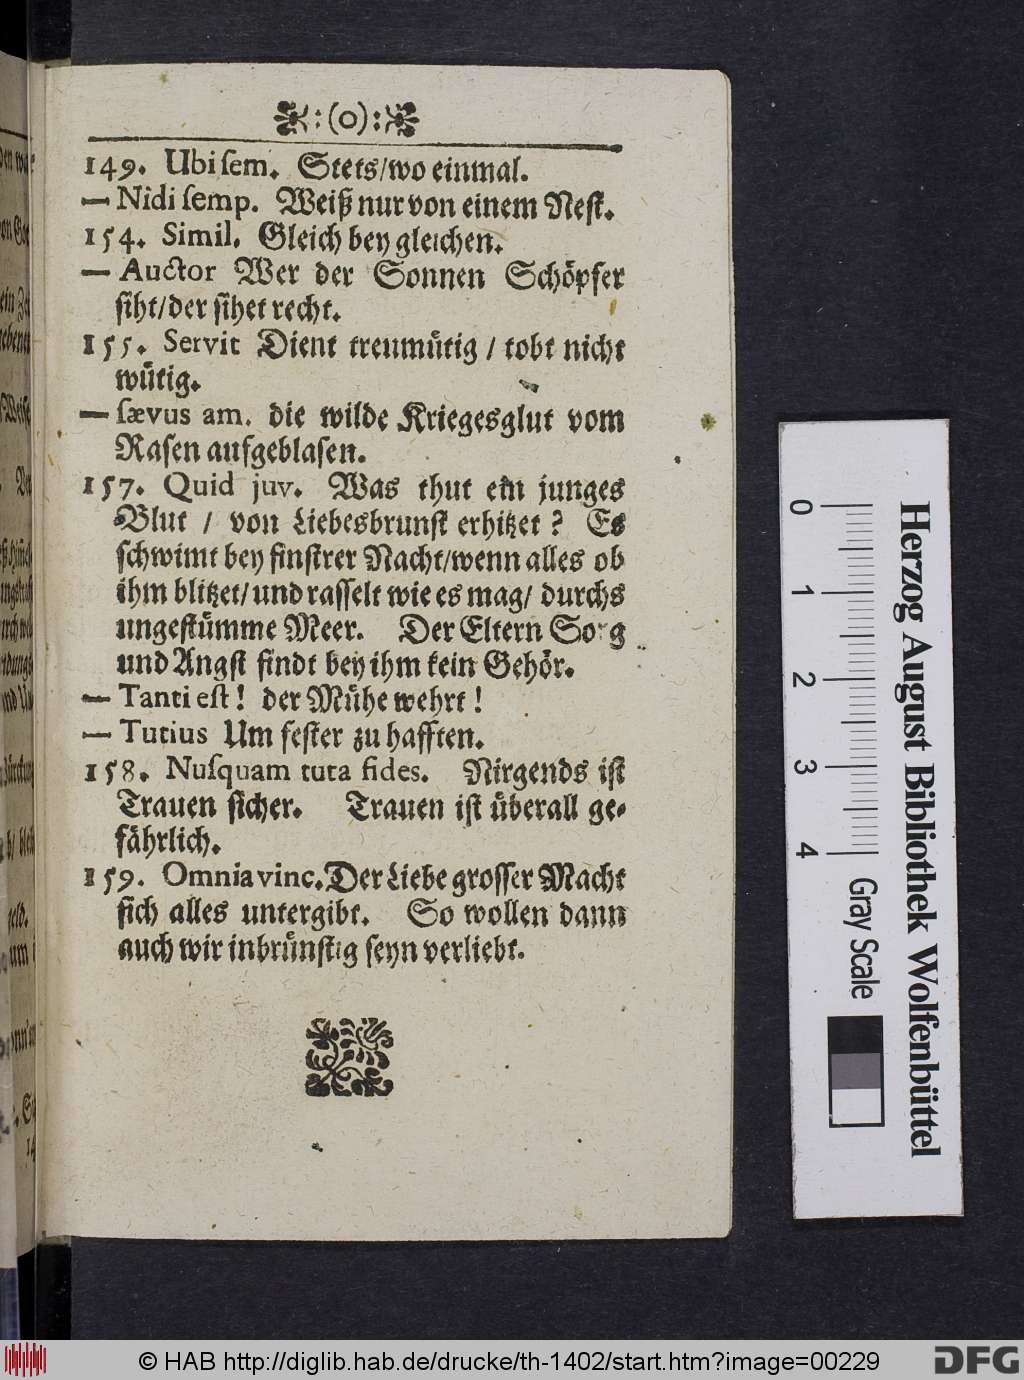 :(o):
149. Ubi ſem. Stets/wo einmal.
— Nidi ſemp. Weiß nur von einem Neſt.
154. Simil. Gleich bey gleichen.
— Auctor Wer der Sonnen Schöpfer
ſiht/der ſihet recht.
155. Servit Dient treumütig / tobt nicht
wütig.
— ſævus am. die wilde Kriegesglut vom
Raſen aufgeblaſen.
157. Quid juv. Was thut ein junges
Blut / von Liebesbrunſt erhitzet ? Es
ſchwimt bey finſtrer Nacht/wenn alles ob
ihm blitzet/ und raſſelt wie es mag/ durchs
ungeſtümme Meer. Der Eltern Sorg
und Angſt findt bey ihm kein Gehör.
— Tanti eſt ! der Mühe wehrt !
— Tutius Um feſter zu hafften.
158. Nuſquam tuta fides. Nirgends iſt
Trauen ſicher. Trauen iſt überall ge-
fährlich.
159. Omnia vinc. Der Liebe groſſer Macht
ſich alles untergibt. So wollen dann
auch wir inbrünſtig ſeyn verliebt.
0 1 2 3 4 Gray Scale
Herzog August Bibliothek Wolfenbüttel
© HAB http://diglib.hab.de/drucke/th-1402/start.htm?image=00229
DFG